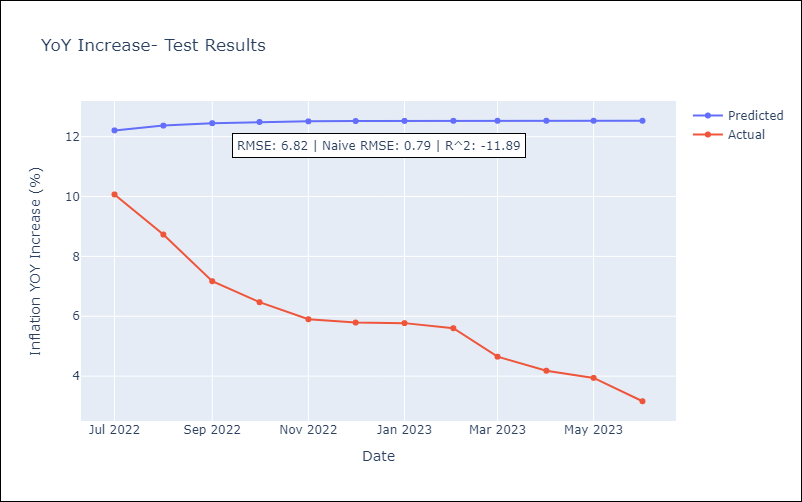 YoY Increase- Test Results
Predicted
Actual
RMSE: 6.82 | Naive RMSE: 0.79 | R^2: -11.89
Inflation YOY Increase (%)
12
10
8
6
4
Jul 2022 Sep 2022 Nov 2022 Jan 2023 Mar 2023 May 2023
Date